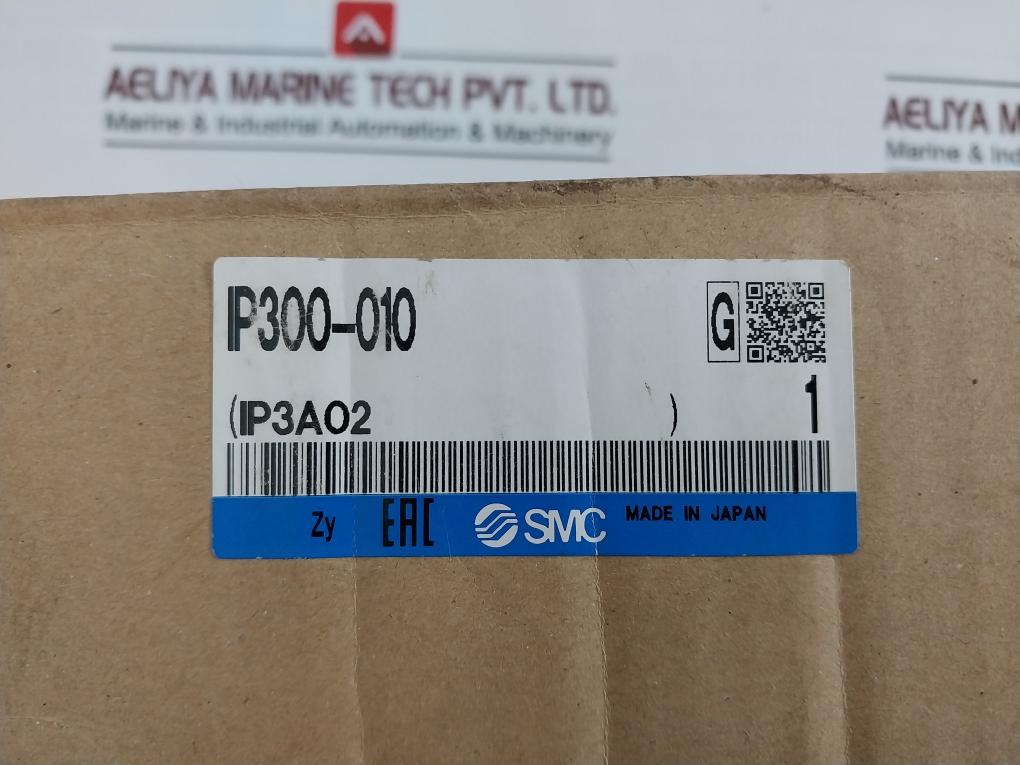 AELIYA MARINE TECH PVT. LTD.
Marine & Industrial Automation & Machinery
AELIYA
Marine &
IP300-010
G
(IP3A02 )
1
Zy EAC SMC MADE IN JAPAN